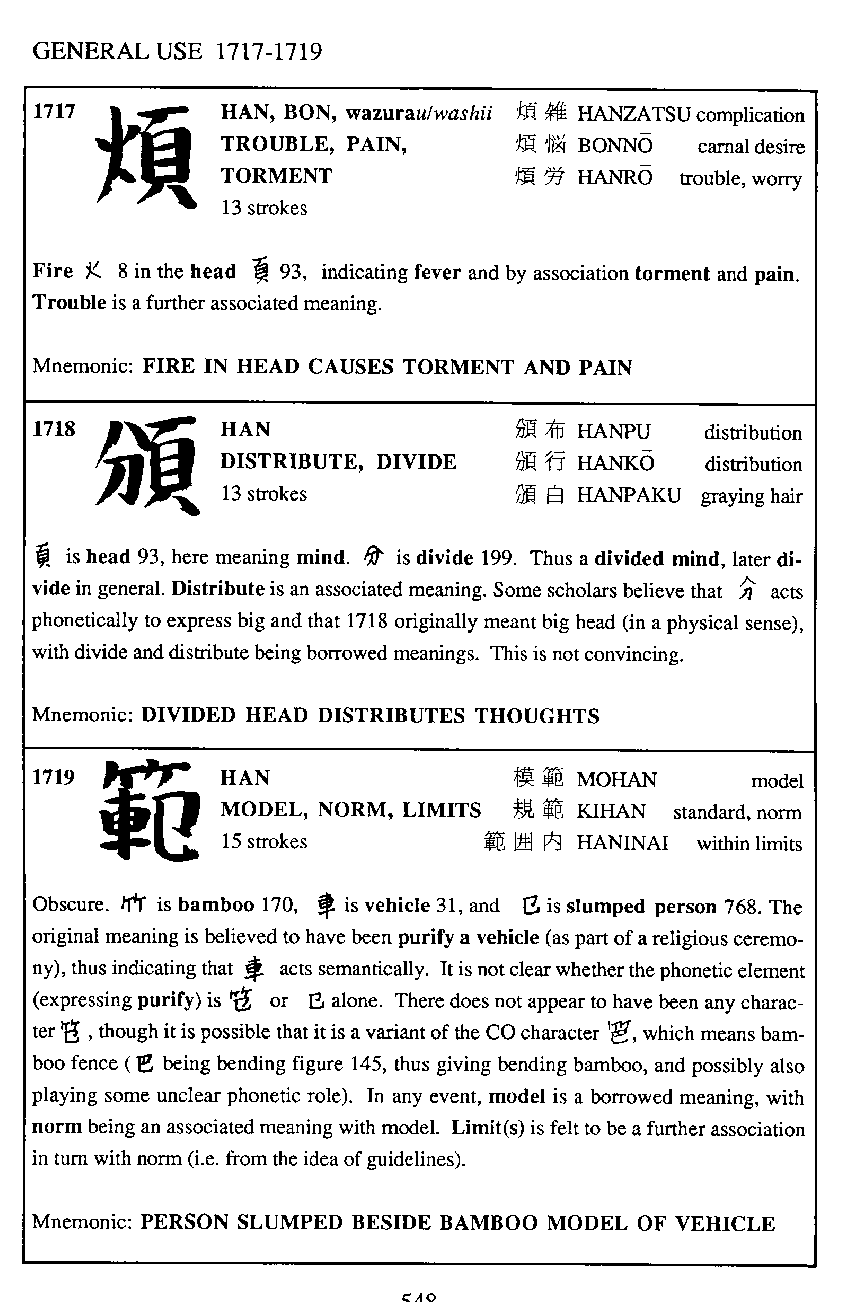 GENERAL USE 1717-1719
1717 煩 HAN, BON, wazurau/washii 煩雑 HANZATSU complication
TROUBLE, PAIN, 煩悩 BONNŌ carnal desire
TORMENT 煩労 HANRŌ trouble, worry
13 strokes
Fire 火 8 in the head 頁 93, indicating fever and by association torment and pain.
Trouble is a further associated meaning.
Mnemonic: FIRE IN HEAD CAUSES TORMENT AND PAIN
1718 頒 HAN 頒布 HANPU distribution
DISTRIBUTE, DIVIDE 頒行 HANKŌ distribution
13 strokes 頒白 HANPAKU graying hair
頁 is head 93, here meaning mind. 分 is divide 199. Thus a divided mind, later di-
vide in general. Distribute is an associated meaning. Some scholars believe that 分 acts
phonetically to express big and that 1718 originally meant big head (in a physical sense),
with divide and distribute being borrowed meanings. This is not convincing.
Mnemonic: DIVIDED HEAD DISTRIBUTES THOUGHTS
1719 範 HAN 模範 MOHAN model
MODEL, NORM, LIMITS 規範 KIHAN standard, norm
15 strokes 範囲内 HANINAI within limits
Obscure. 竹 is bamboo 170, 車 is vehicle 31, and 㔾 is slumped person 768. The
original meaning is believed to have been purify a vehicle (as part of a religious ceremo-
ny), thus indicating that 車 acts semantically. It is not clear whether the phonetic element
(expressing purify) is or 㔾 alone. There does not appear to have been any charac-
ter , though it is possible that it is a variant of the CO character 笆, which means bam-
boo fence ( 巴 being bending figure 145, thus giving bending bamboo, and possibly also
playing some unclear phonetic role). In any event, model is a borrowed meaning, with
norm being an associated meaning with model. Limit(s) is felt to be a further association
in turn with norm (i.e. from the idea of guidelines).
Mnemonic: PERSON SLUMPED BESIDE BAMBOO MODEL OF VEHICLE